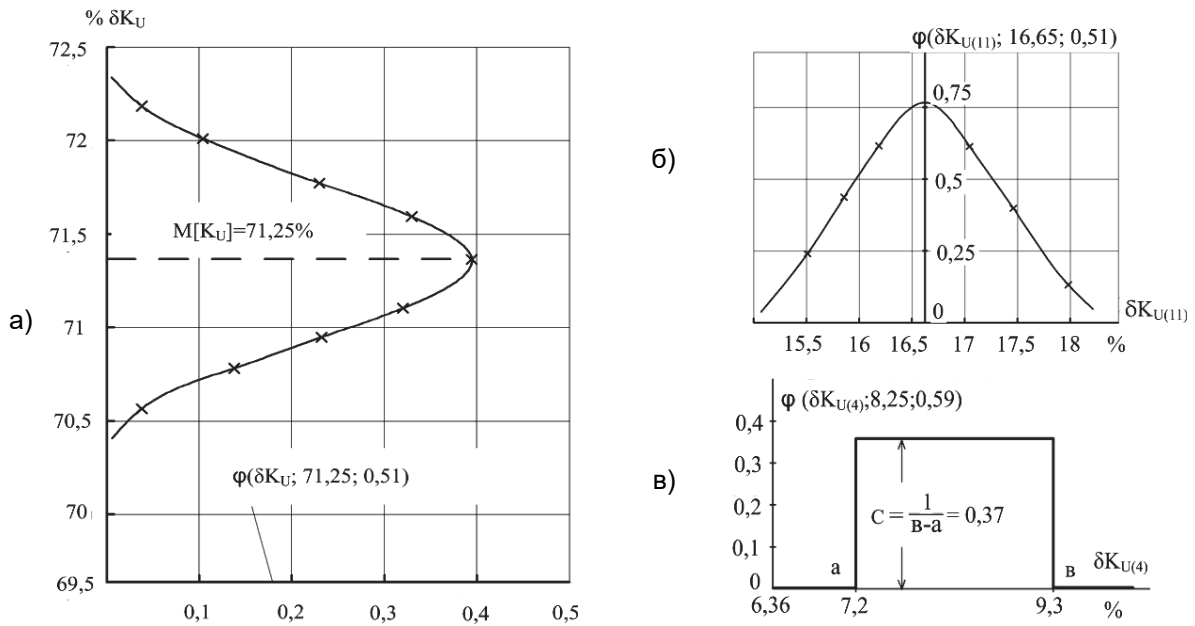 % δK_U
72,5
72
71,5
71
70,5
70
69,5
M[K_U]=71,25%
φ(δK_U; 71,25; 0,51)
0,1 0,2 0,3 0,4 0,5
а)
φ(δK_U(11); 16,65; 0,51)
0,75
0,5
0,25
0
δK_U(11)
15,5 16 16,5 17 17,5 18 %
б)
φ (δK_U(4);8,25;0,59)
0,4
0,3
0,2
0,1
0
C = 1/(в-а) = 0,37
а в δK_U(4)
6,36 7,2 9,3 %
в)